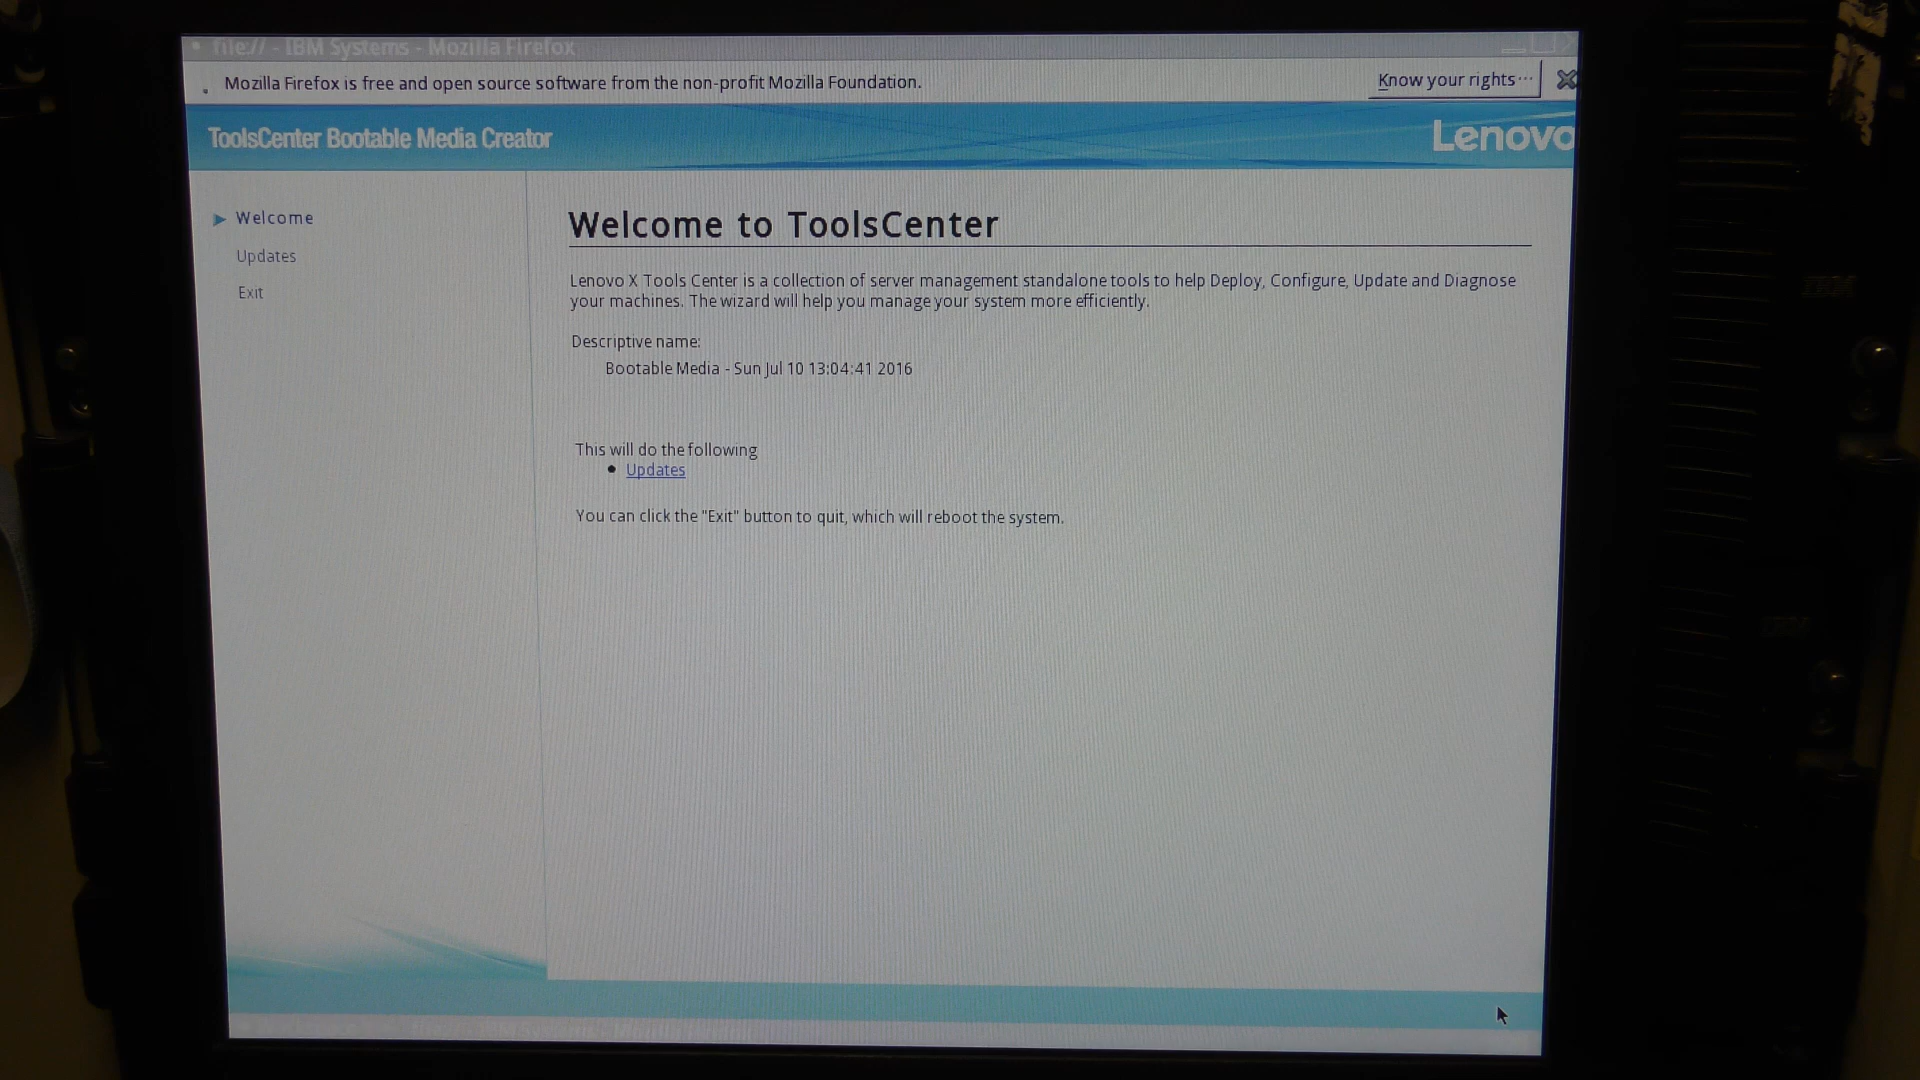 file:// - IBM Systems - Mozilla Firefox
Mozilla Firefox is free and open source software from the non-profit Mozilla Foundation.
Know your rights...
ToolsCenter Bootable Media Creator
Lenovo
Welcome
Updates
Exit
Welcome to ToolsCenter
Lenovo X Tools Center is a collection of server management standalone tools to help Deploy, Configure, Update and Diagnose
your machines. The wizard will help you manage your system more efficiently.
Descriptive name:
Bootable Media - Sun Jul 10 13:04:41 2016
This will do the following
Updates
You can click the "Exit" button to quit, which will reboot the system.
IBM
IBM